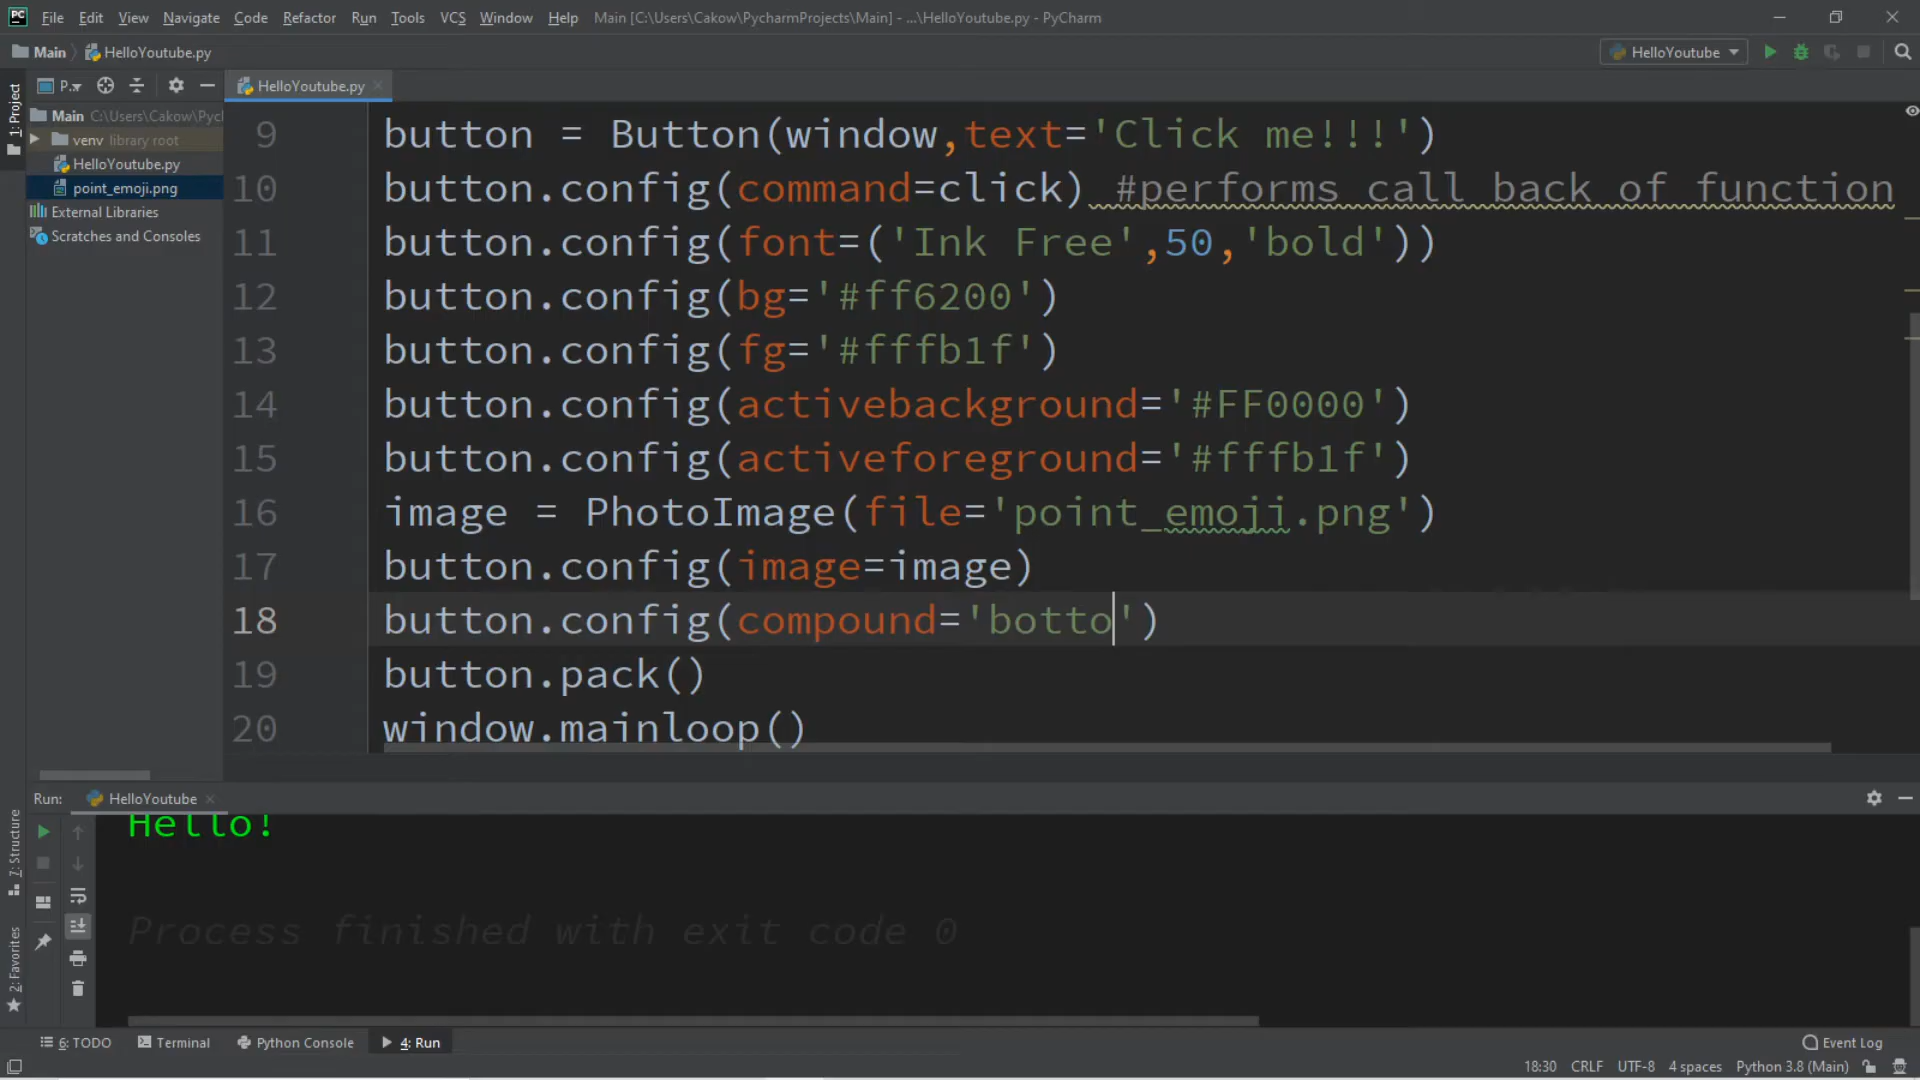 PC File Edit View Navigate Code Refactor Run Tools VCS Window Help Main [C:\Users\Cakow\PycharmProjects\Main] - ...\HelloYoutube.py - PyCharm
Main HelloYoutube.py HelloYoutube
1: Project P.. HelloYoutube.py
Main C:\Users\Cakow\Pycl
venv library root
HelloYoutube.py
point_emoji.png
External Libraries
Scratches and Consoles
9 button = Button(window,text='Click me!!!')
10 button.config(command=click) #performs call back of function
11 button.config(font=('Ink Free',50,'bold'))
12 button.config(bg='#ff6200')
13 button.config(fg='#fffb1f')
14 button.config(activebackground='#FF0000')
15 button.config(activeforeground='#fffb1f')
16 image = PhotoImage(file='point_emoji.png')
17 button.config(image=image)
18 button.config(compound='botto')
19 button.pack()
20 window.mainloop()
Run: HelloYoutube
Hello!
Process finished with exit code 0
7: Structure
2: Favorites
6: TODO Terminal Python Console 4: Run Event Log
18:30 CRLF UTF-8 4 spaces Python 3.8 (Main)